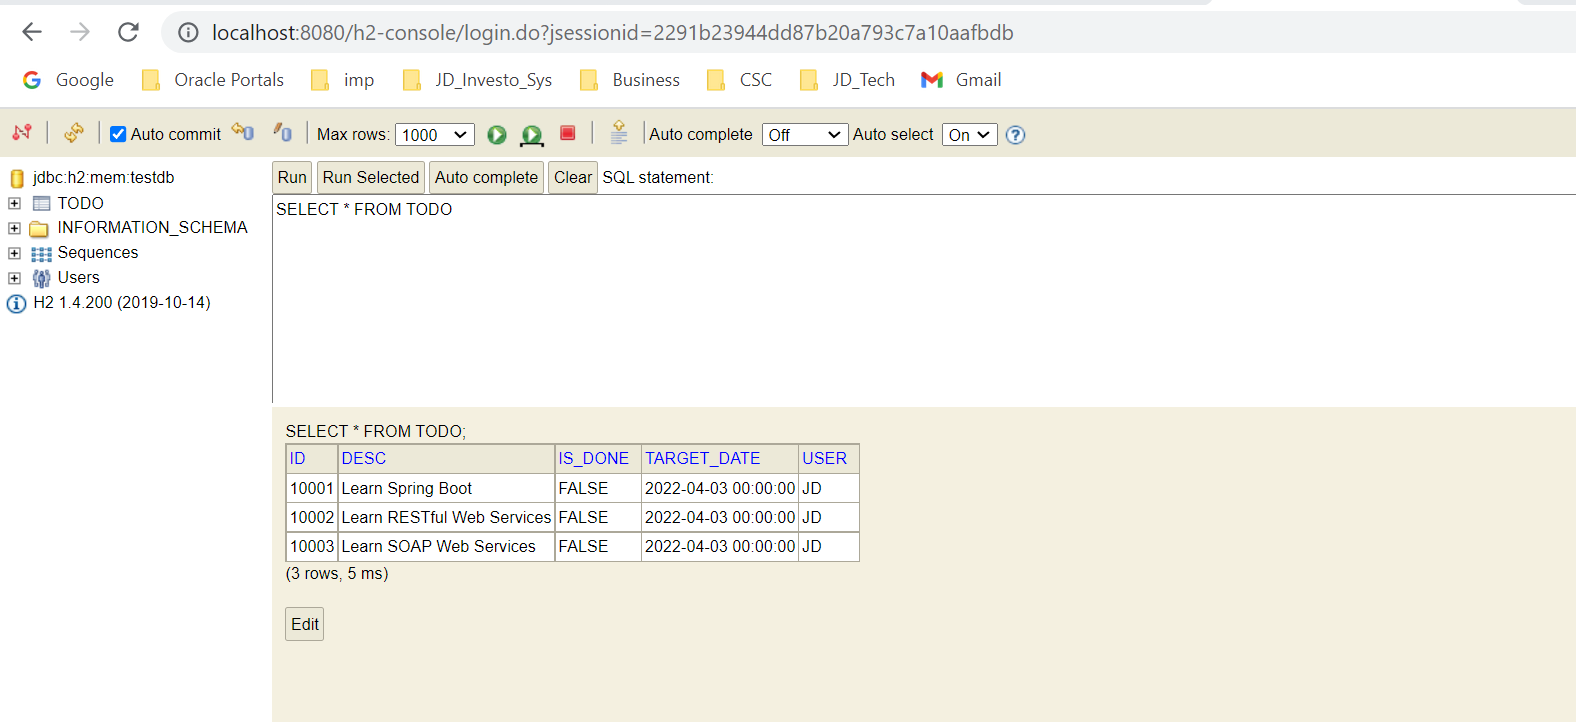 localhost:8080/h2-console/login.do?jsessionid=2291b23944dd87b20a793c7a10aafbdb
Google Oracle Portals imp JD_Investo_Sys Business CSC JD_Tech Gmail
Auto commit Max rows: 1000 Auto complete Off Auto select On
jdbc:h2:mem:testdb
TODO
INFORMATION_SCHEMA
Sequences
Users
H2 1.4.200 (2019-10-14)
Run Run Selected Auto complete Clear SQL statement:
SELECT * FROM TODO
SELECT * FROM TODO;
ID DESC IS_DONE TARGET_DATE USER
10001 Learn Spring Boot FALSE 2022-04-03 00:00:00 JD
10002 Learn RESTful Web Services FALSE 2022-04-03 00:00:00 JD
10003 Learn SOAP Web Services FALSE 2022-04-03 00:00:00 JD
(3 rows, 5 ms)
Edit